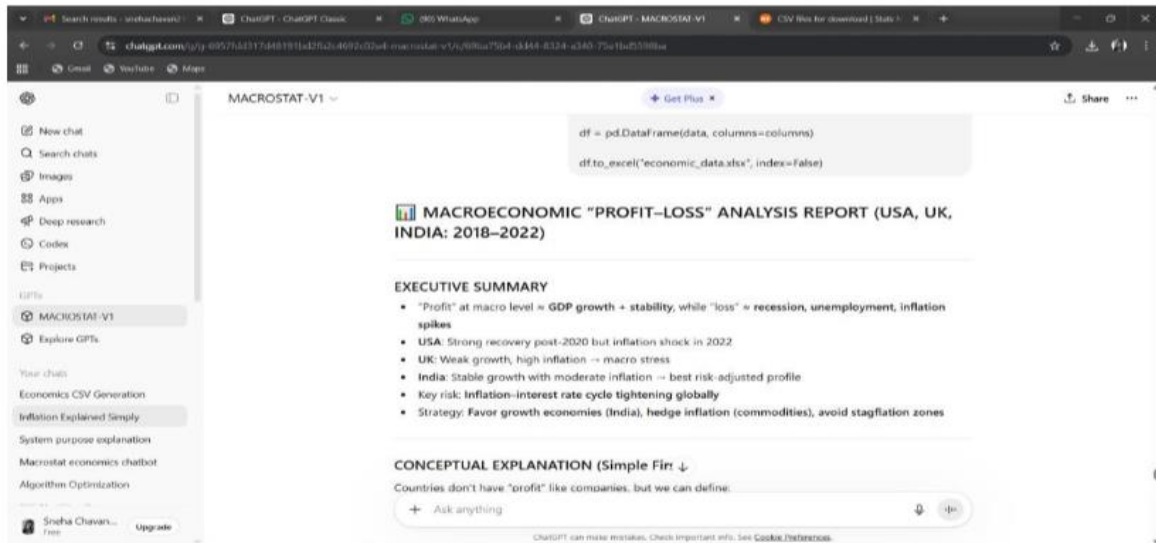 Search results - snehachavan2
ChatGPT - ChatGPT Classic
(80) WhatsApp
ChatGPT - MACROSTAT-V1
CSV files for download | Stats
Gmail
YouTube
Maps
MACROSTAT-V1
Get Plus
Share
New chat
Search chats
Images
Apps
Deep research
Codex
Projects
GPTs
MACROSTAT-V1
Explore GPTs
Your chats
Economics CSV Generation
Inflation Explained Simply
System purpose explanation
Macrostat economics chatbot
Algorithm Optimization
Sneha Chavan...
Free
Upgrade
df = pd.DataFrame(data, columns=columns)
df.to_excel("economic_data.xlsx", index=False)
MACROECONOMIC “PROFIT–LOSS” ANALYSIS REPORT (USA, UK,
INDIA: 2018–2022)
EXECUTIVE SUMMARY
• "Profit" at macro level ≈ GDP growth + stability, while "loss" ≈ recession, unemployment, inflation
spikes
• USA: Strong recovery post-2020 but inflation shock in 2022
• UK: Weak growth, high inflation → macro stress
• India: Stable growth with moderate inflation → best risk-adjusted profile
• Key risk: Inflation–interest rate cycle tightening globally
• Strategy: Favor growth economies (India), hedge inflation (commodities), avoid stagflation zones
CONCEPTUAL EXPLANATION (Simple Fir
Countries don't have "profit" like companies, but we can define:
Ask anything
ChatGPT can make mistakes. Check important info. See Cookie Preferences.